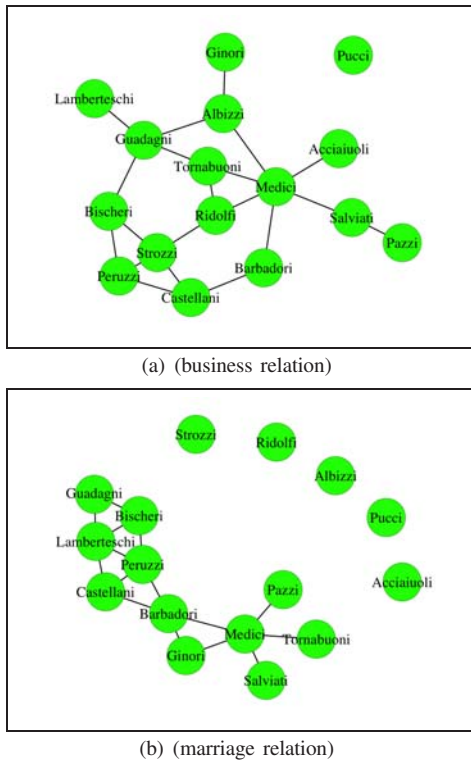 Ginori
Pucci
Lamberteschi
Albizzi
Guadagni
Acciaiuoli
Tornabuoni
Medici
Bischeri
Ridolfi
Salviati
Pazzi
Strozzi
Barbadori
Peruzzi
Castellani
(a) (business relation)
Strozzi
Ridolfi
Albizzi
Guadagni
Bischeri
Pucci
Lamberteschi
Peruzzi
Acciaiuoli
Castellani
Pazzi
Barbadori
Medici
Tornabuoni
Ginori
Salviati
(b) (marriage relation)